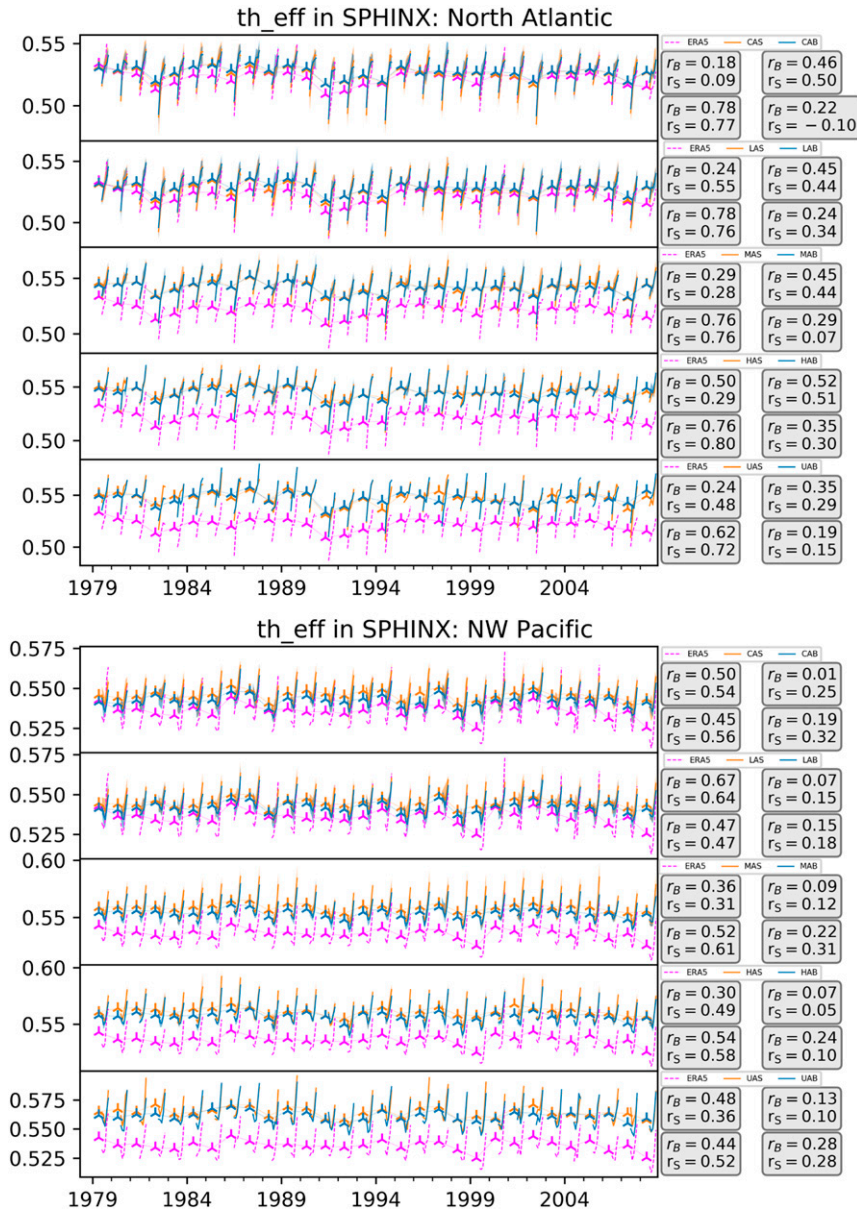 th_eff in SPHINX: North Atlantic
0.55
0.50
ERA5 CAS CAB
r_B = 0.18
r_S = 0.09
r_B = 0.46
r_S = 0.50
r_B = 0.78
r_S = 0.77
r_B = 0.22
r_S = −0.10
0.55
0.50
ERA5 LAS LAB
r_B = 0.24
r_S = 0.55
r_B = 0.45
r_S = 0.44
r_B = 0.78
r_S = 0.76
r_B = 0.24
r_S = 0.34
0.55
0.50
ERA5 MAS MAB
r_B = 0.29
r_S = 0.28
r_B = 0.45
r_S = 0.44
r_B = 0.76
r_S = 0.76
r_B = 0.29
r_S = 0.07
0.55
0.50
ERA5 HAS HAB
r_B = 0.50
r_S = 0.29
r_B = 0.52
r_S = 0.51
r_B = 0.76
r_S = 0.80
r_B = 0.35
r_S = 0.30
0.55
0.50
ERA5 UAS UAB
r_B = 0.24
r_S = 0.48
r_B = 0.35
r_S = 0.29
r_B = 0.62
r_S = 0.72
r_B = 0.19
r_S = 0.15
1979 1984 1989 1994 1999 2004
th_eff in SPHINX: NW Pacific
0.575
0.550
0.525
ERA5 CAS CAB
r_B = 0.50
r_S = 0.54
r_B = 0.01
r_S = 0.25
r_B = 0.45
r_S = 0.56
r_B = 0.19
r_S = 0.32
0.575
0.550
0.525
ERA5 LAS LAB
r_B = 0.67
r_S = 0.64
r_B = 0.07
r_S = 0.15
r_B = 0.47
r_S = 0.47
r_B = 0.15
r_S = 0.18
0.60
0.55
ERA5 MAS MAB
r_B = 0.36
r_S = 0.31
r_B = 0.09
r_S = 0.12
r_B = 0.52
r_S = 0.61
r_B = 0.22
r_S = 0.31
0.60
0.55
ERA5 HAS HAB
r_B = 0.30
r_S = 0.49
r_B = 0.07
r_S = 0.05
r_B = 0.54
r_S = 0.58
r_B = 0.24
r_S = 0.10
0.575
0.550
0.525
ERA5 UAS UAB
r_B = 0.48
r_S = 0.36
r_B = 0.13
r_S = 0.10
r_B = 0.44
r_S = 0.52
r_B = 0.28
r_S = 0.28
1979 1984 1989 1994 1999 2004